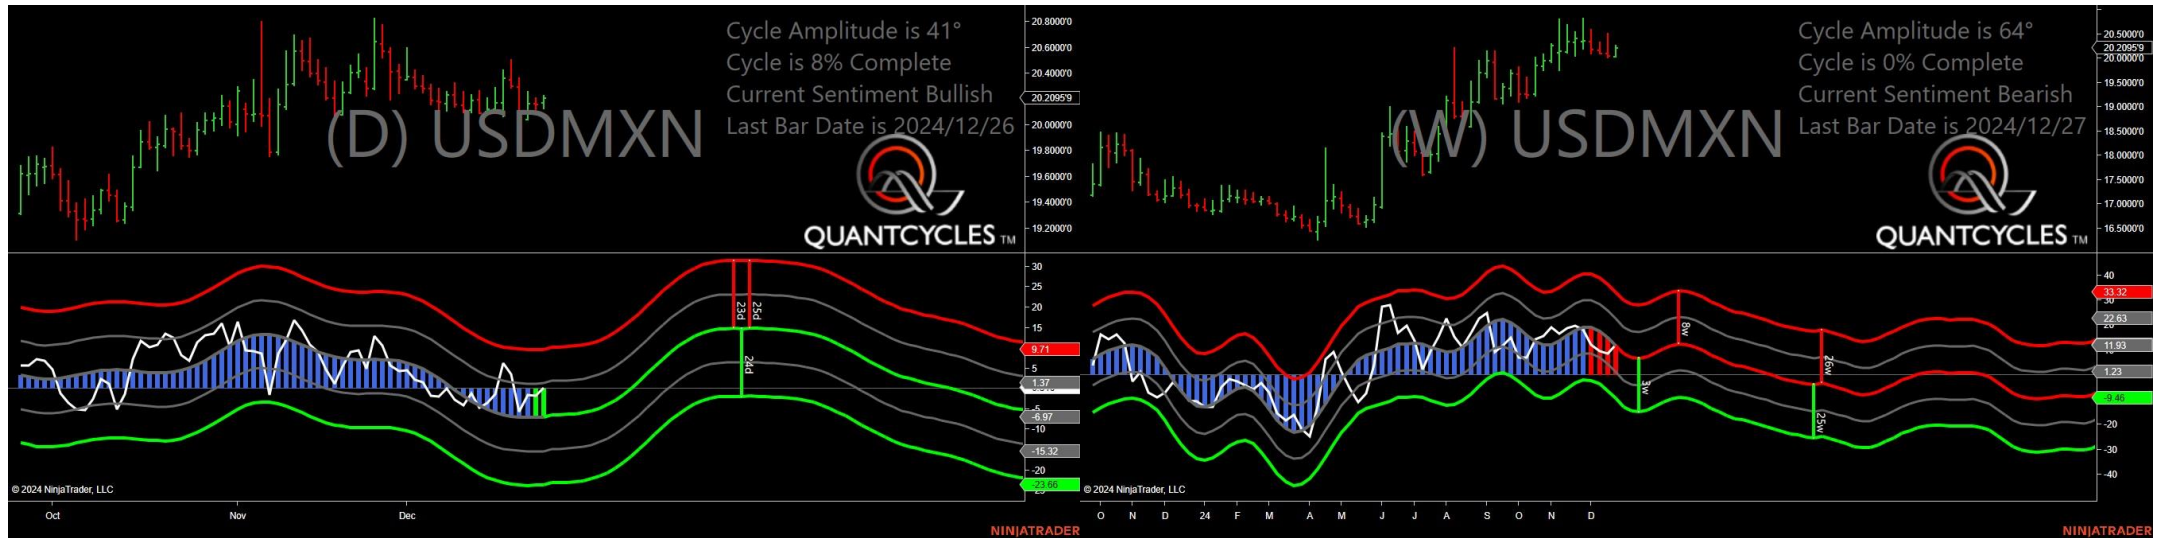 Cycle Amplitude is 41°
Cycle is 8% Complete
Current Sentiment Bullish
Last Bar Date is 2024/12/26
(D) USDMXN
QUANTCYCLES TM
20.8000'0
20.6000'0
20.4000'0
20.2095'9
20.0000'0
19.8000'0
19.6000'0
19.4000'0
19.2000'0
23d
25d
24d
30
25
20
15
9.71
5
1.37
-6.97
-10
-15.32
-20
-23.66
© 2024 NinjaTrader, LLC
Oct
Nov
Dec
NINJATRADER
Cycle Amplitude is 64°
Cycle is 0% Complete
Current Sentiment Bearish
Last Bar Date is 2024/12/27
(W) USDMXN
QUANTCYCLES TM
20.5000'0
20.2095'9
20.0000'0
19.5000'0
19.0000'0
18.5000'0
18.0000'0
17.5000'0
17.0000'0
16.5000'0
8w
3w
26w
25w
40
33.32
30
22.63
11.93
1.23
-9.46
-20
-30
-40
© 2024 NinjaTrader, LLC
O N D 24 F M A M J J A S O N D
NINJATRADER